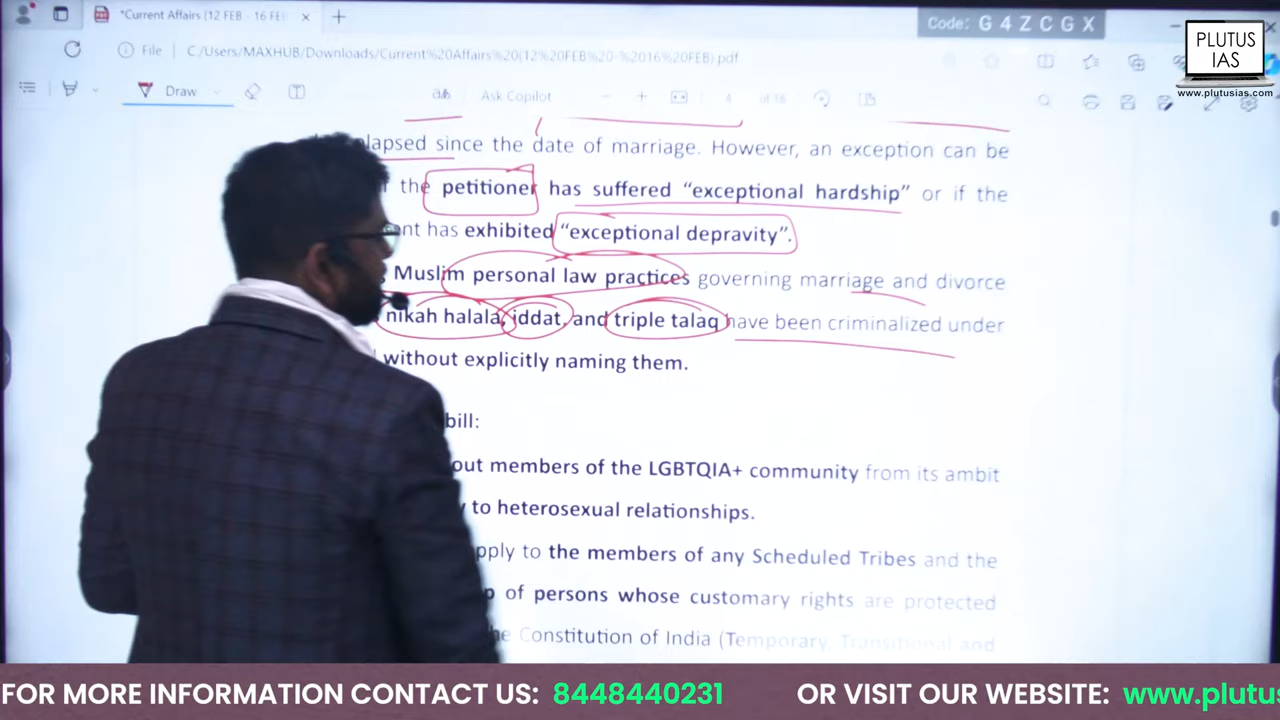 *Current Affairs (12 FEB - 16 FE
Code: G 4 Z C G X
PLUTUS
IAS
www.plutusias.com
File C:/Users/MAXHUB/Downloads/Current%20Affairs%20(12%20FEB%20-%2016%20FEB).pdf
Draw Ask Copilot 4 of 16
lapsed since the date of marriage. However, an exception can be
the petitioner has suffered “exceptional hardship” or if the
ent has exhibited “exceptional depravity”.
Muslim personal law practices governing marriage and divorce
nikah halala, iddat, and triple talaq have been criminalized under
without explicitly naming them.
bill:
out members of the LGBTQIA+ community from its ambit
to heterosexual relationships.
pply to the members of any Scheduled Tribes and the
of persons whose customary rights are protected
he Constitution of India (Temporary, Transitional and
FOR MORE INFORMATION CONTACT US: 8448440231 OR VISIT OUR WEBSITE: www.plutus